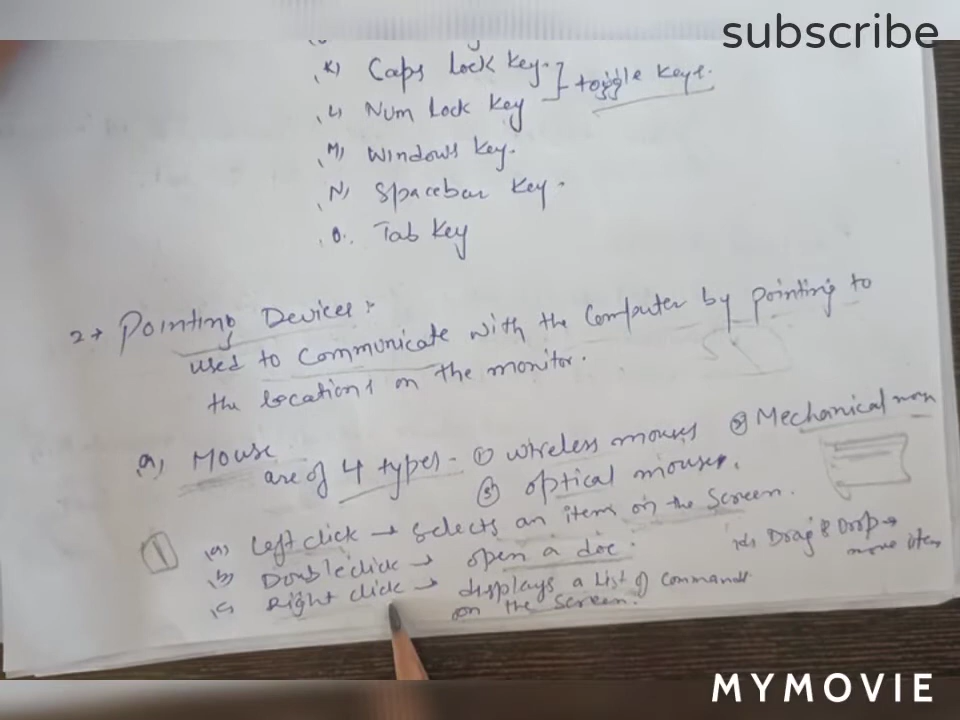 subscribe
K) Caps lock key.
toggle keys.
L) Num lock key
M) Windows key.
N) Spacebar key.
O. Tab key
2→ Pointing Devices :-
used to communicate with the computer by pointing to
the locations on the monitor.
a) Mouse
are of 4 types - ① wireless mouses ② Mechanical
③ optical mouses.
① (a) Left click → selects an item on the screen.
(b) Double click → open a doc.
(c) Right click → displays a list of commands
on the screen.
(d) Drag & Drop →
move item
MYMOVIE